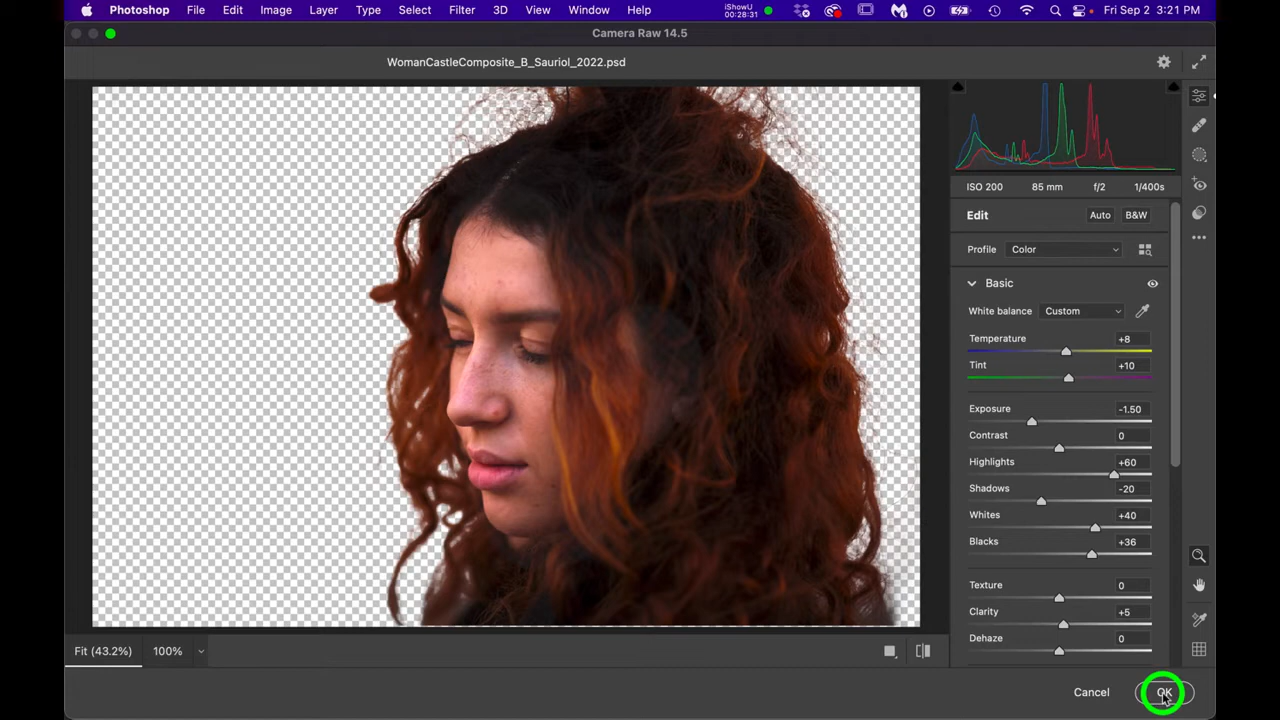 Photoshop File Edit Image Layer Type Select Filter 3D View Window Help iShowU 00:28:31 Fri Sep 2 3:21 PM
Camera Raw 14.5
WomanCastleComposite_B_Sauriol_2022.psd
ISO 200 85 mm f/2 1/400s
Edit Auto B&W
Profile Color
Basic
White balance Custom
Temperature +8
Tint +10
Exposure -1.50
Contrast 0
Highlights +60
Shadows -20
Whites +40
Blacks +36
Texture 0
Clarity +5
Dehaze 0
Fit (43.2%) 100%
Cancel OK